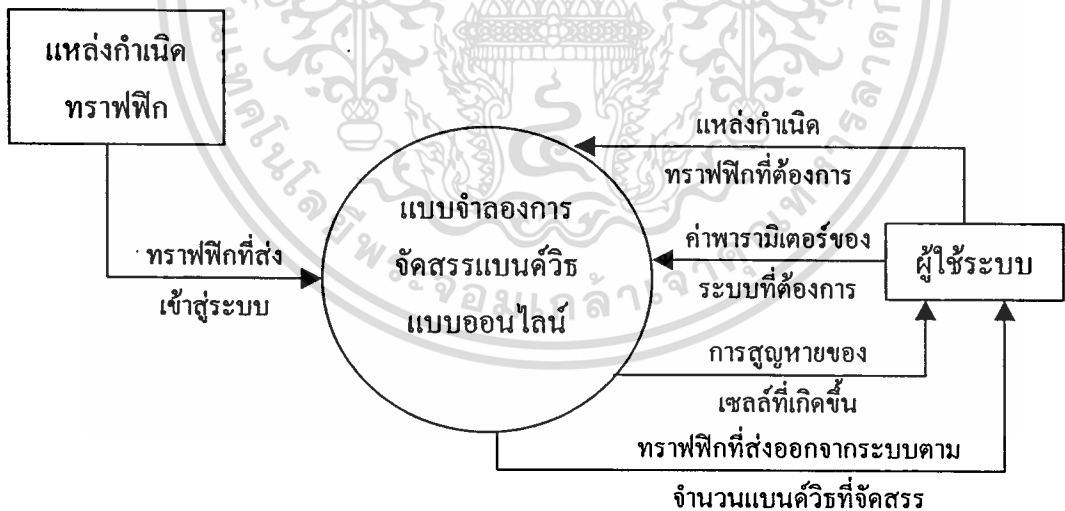 แหล่งกำเนิด
ทราฟฟิก
แหล่งกำเนิด
ทราฟฟิกที่ต้องการ
แบบจำลองการ
จัดสรรแบนด์วิธ
แบบออนไลน์
ทราฟฟิกที่ส่ง
เข้าสู่ระบบ
ค่าพารามิเตอร์ของ
ระบบที่ต้องการ
ผู้ใช้ระบบ
การสูญหายของ
เซลล์ที่เกิดขึ้น
ทราฟฟิกที่ส่งออกจากระบบตาม
จำนวนแบนด์วิธที่จัดสรร